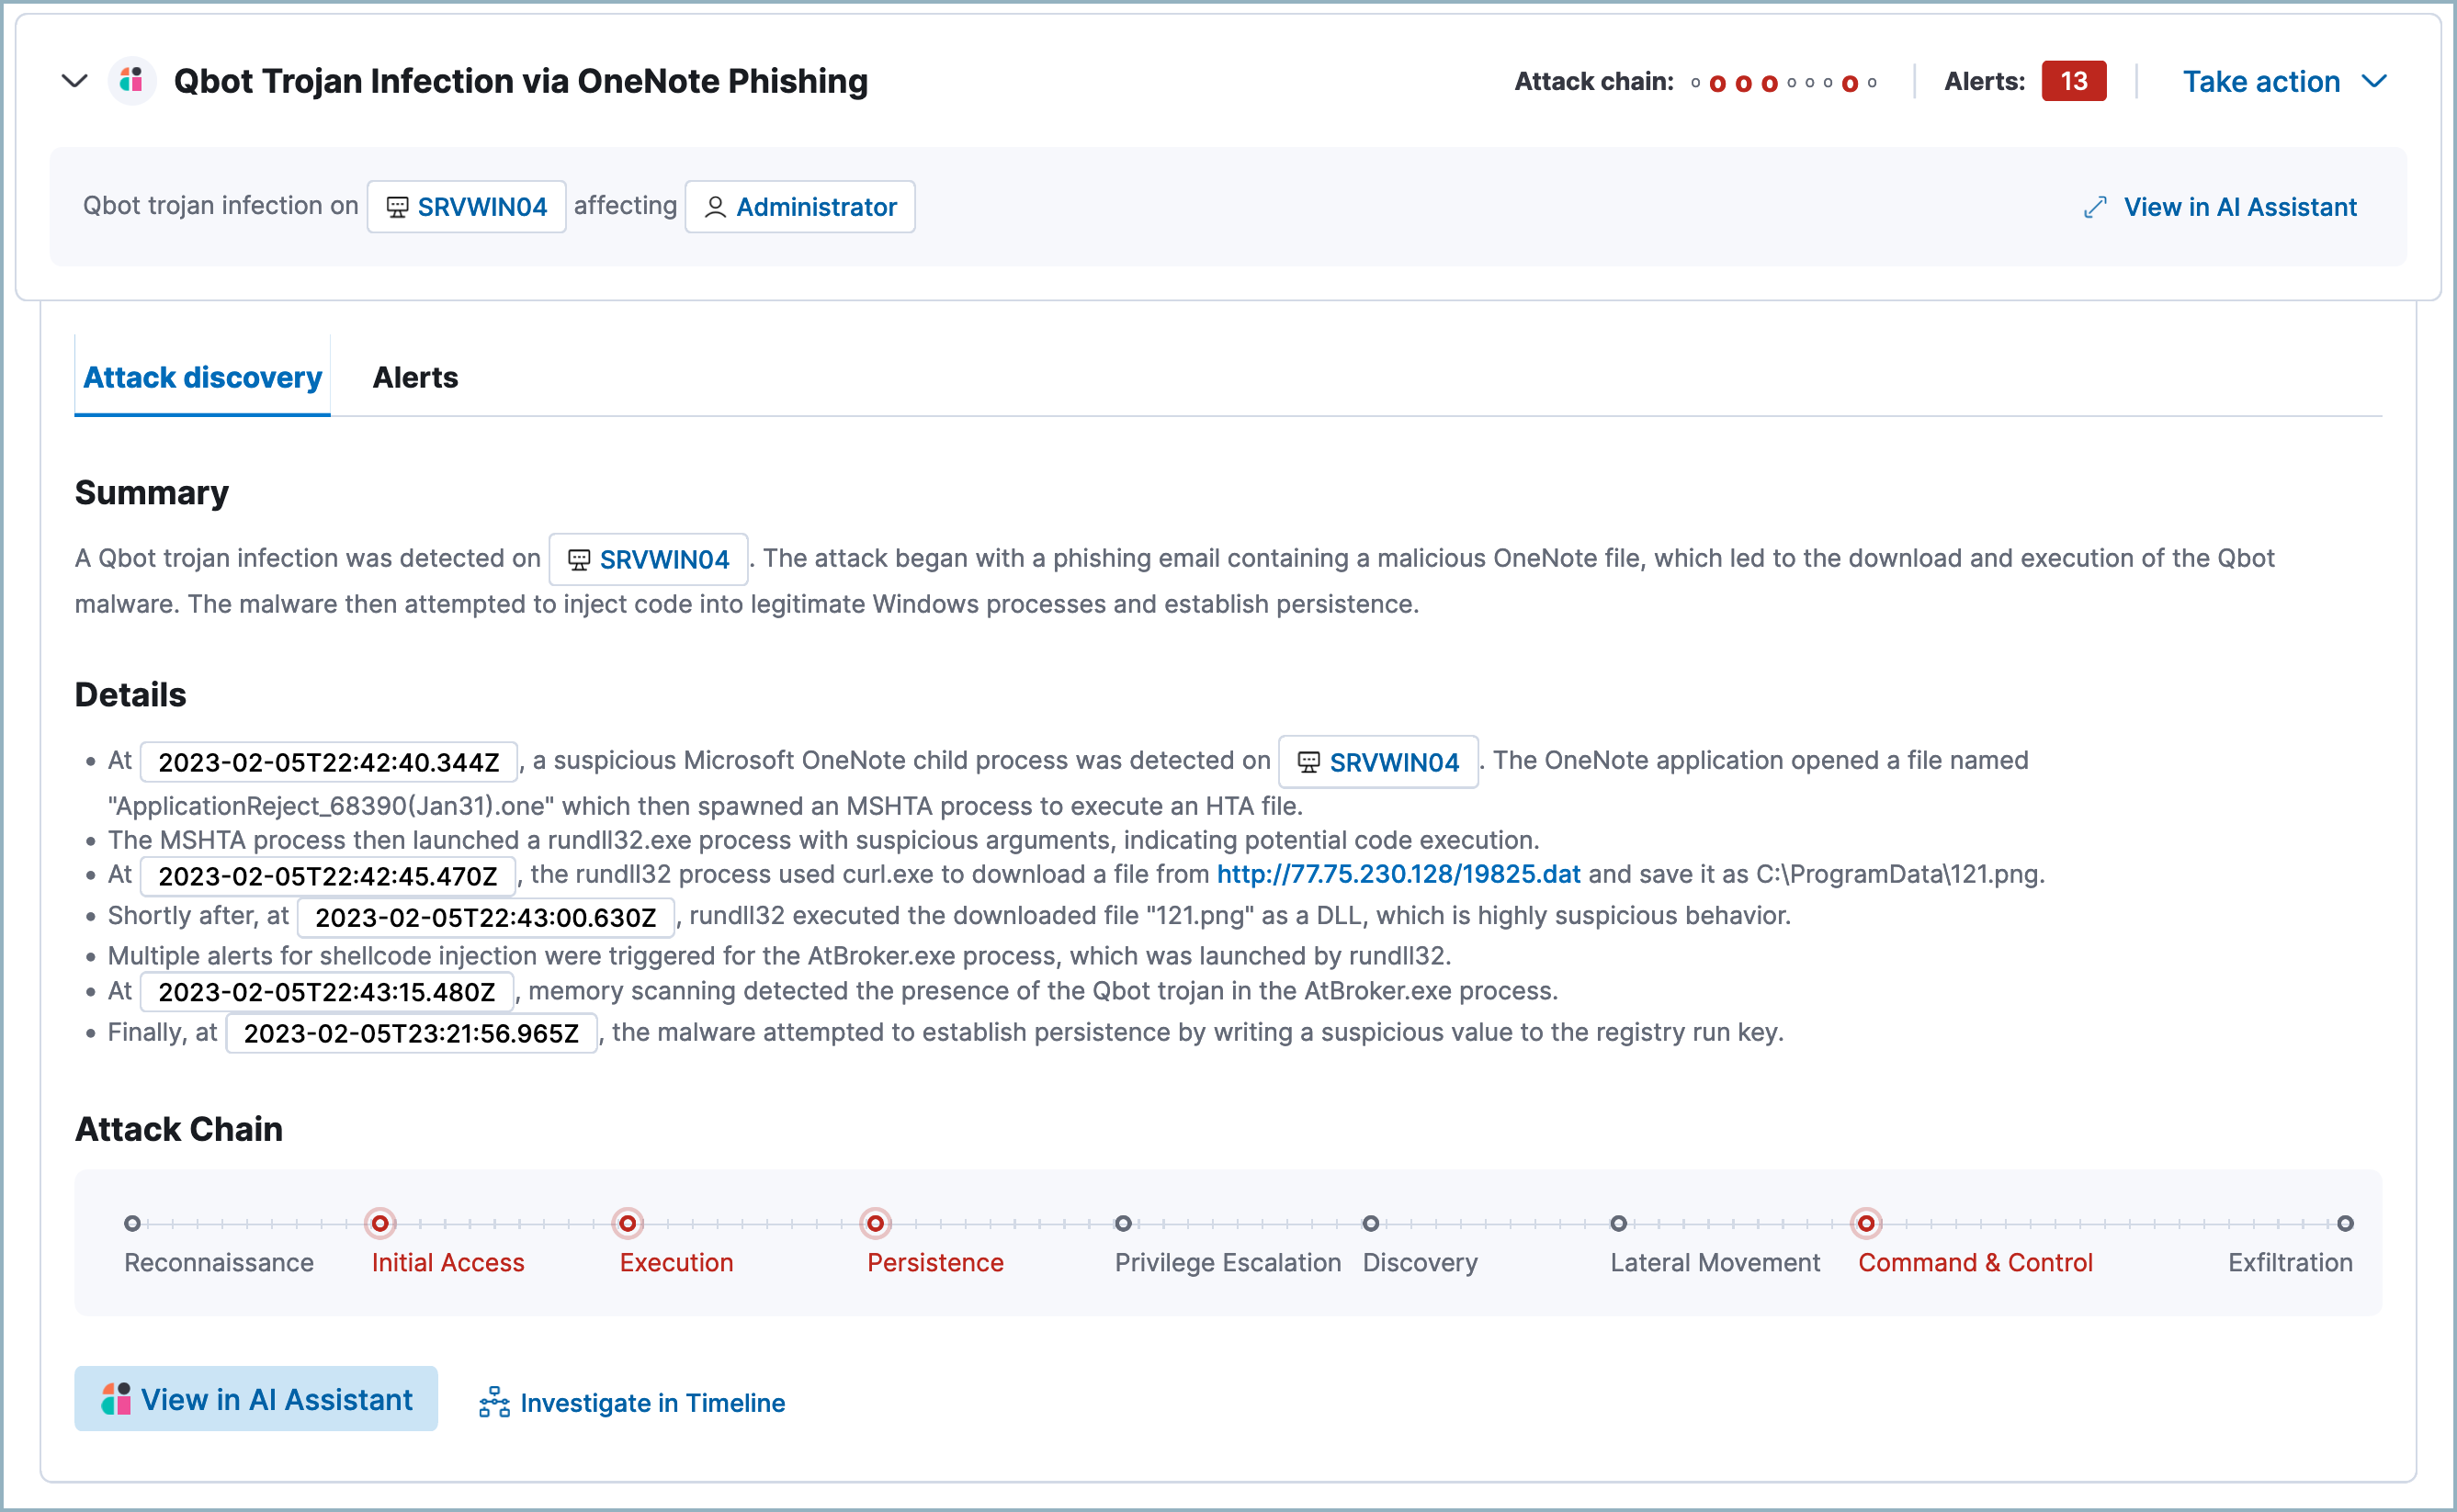 Qbot Trojan Infection via OneNote Phishing
Attack chain:
Alerts: 13
Take action
Qbot trojan infection on SRVWIN04 affecting Administrator
View in AI Assistant
Attack discovery
Alerts
Summary
A Qbot trojan infection was detected on SRVWIN04 . The attack began with a phishing email containing a malicious OneNote file, which led to the download and execution of the Qbot
malware. The malware then attempted to inject code into legitimate Windows processes and establish persistence.
Details
• At 2023-02-05T22:42:40.344Z , a suspicious Microsoft OneNote child process was detected on SRVWIN04 . The OneNote application opened a file named
"ApplicationReject_68390(Jan31).one" which then spawned an MSHTA process to execute an HTA file.
• The MSHTA process then launched a rundll32.exe process with suspicious arguments, indicating potential code execution.
• At 2023-02-05T22:42:45.470Z , the rundll32 process used curl.exe to download a file from http://77.75.230.128/19825.dat and save it as C:\ProgramData\121.png.
• Shortly after, at 2023-02-05T22:43:00.630Z , rundll32 executed the downloaded file "121.png" as a DLL, which is highly suspicious behavior.
• Multiple alerts for shellcode injection were triggered for the AtBroker.exe process, which was launched by rundll32.
• At 2023-02-05T22:43:15.480Z , memory scanning detected the presence of the Qbot trojan in the AtBroker.exe process.
• Finally, at 2023-02-05T23:21:56.965Z , the malware attempted to establish persistence by writing a suspicious value to the registry run key.
Attack Chain
Reconnaissance
Initial Access
Execution
Persistence
Privilege Escalation
Discovery
Lateral Movement
Command & Control
Exfiltration
View in AI Assistant
Investigate in Timeline